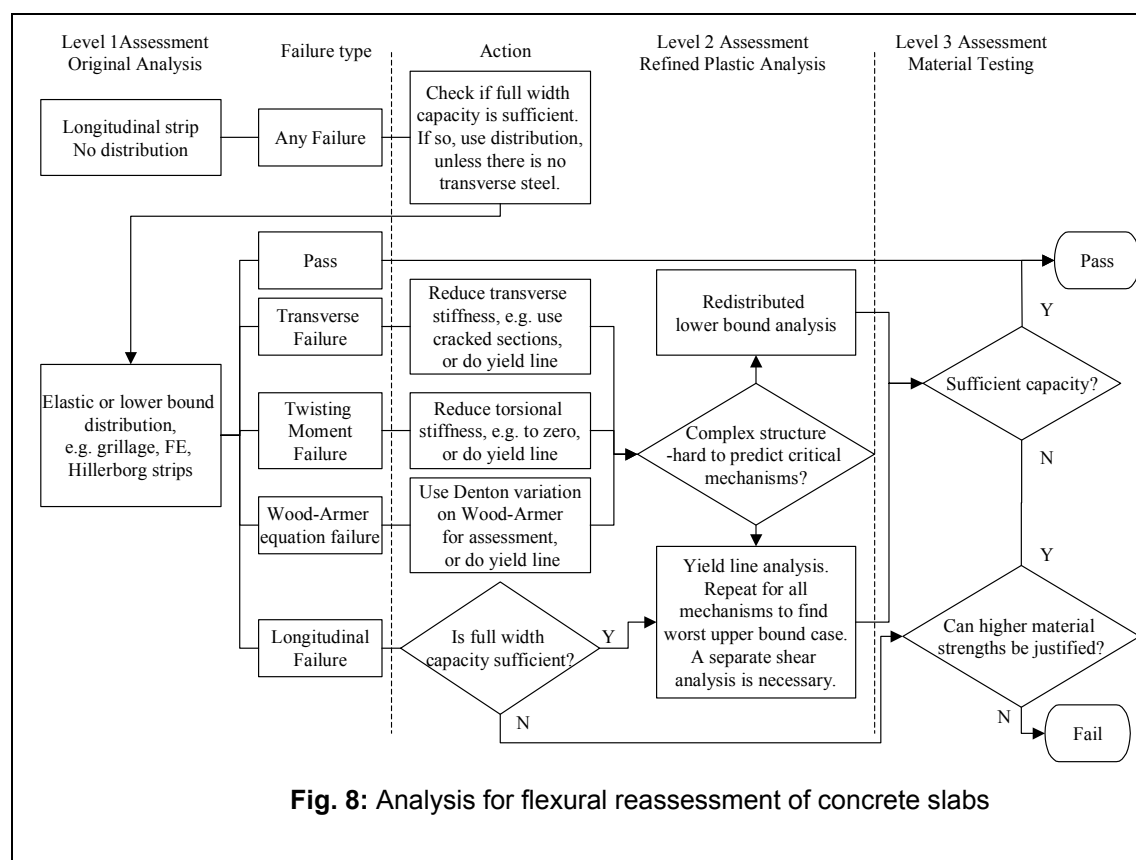 Level 1Assessment
Original Analysis
Failure type
Action
Level 2 Assessment
Refined Plastic Analysis
Level 3 Assessment
Material Testing
Longitudinal strip
No distribution
Any Failure
Check if full width
capacity is sufficient.
If so, use distribution,
unless there is no
transverse steel.
Pass
Pass
Transverse
Failure
Reduce transverse
stiffness, e.g. use
cracked sections,
or do yield line
Redistributed
lower bound analysis
Y
Sufficient capacity?
N
Elastic or lower bound
distribution,
e.g. grillage, FE,
Hillerborg strips
Twisting
Moment
Failure
Reduce torsional
stiffness, e.g. to zero,
or do yield line
Complex structure
-hard to predict critical
mechanisms?
Wood-Armer
equation failure
Use Denton variation
on Wood-Armer
for assessment,
or do yield line
Longitudinal
Failure
Is full width
capacity sufficient?
Y
N
Yield line analysis.
Repeat for all
mechanisms to find
worst upper bound case.
A separate shear
analysis is necessary.
Y
Can higher material
strengths be justified?
N
Fail
Fig. 8: Analysis for flexural reassessment of concrete slabs